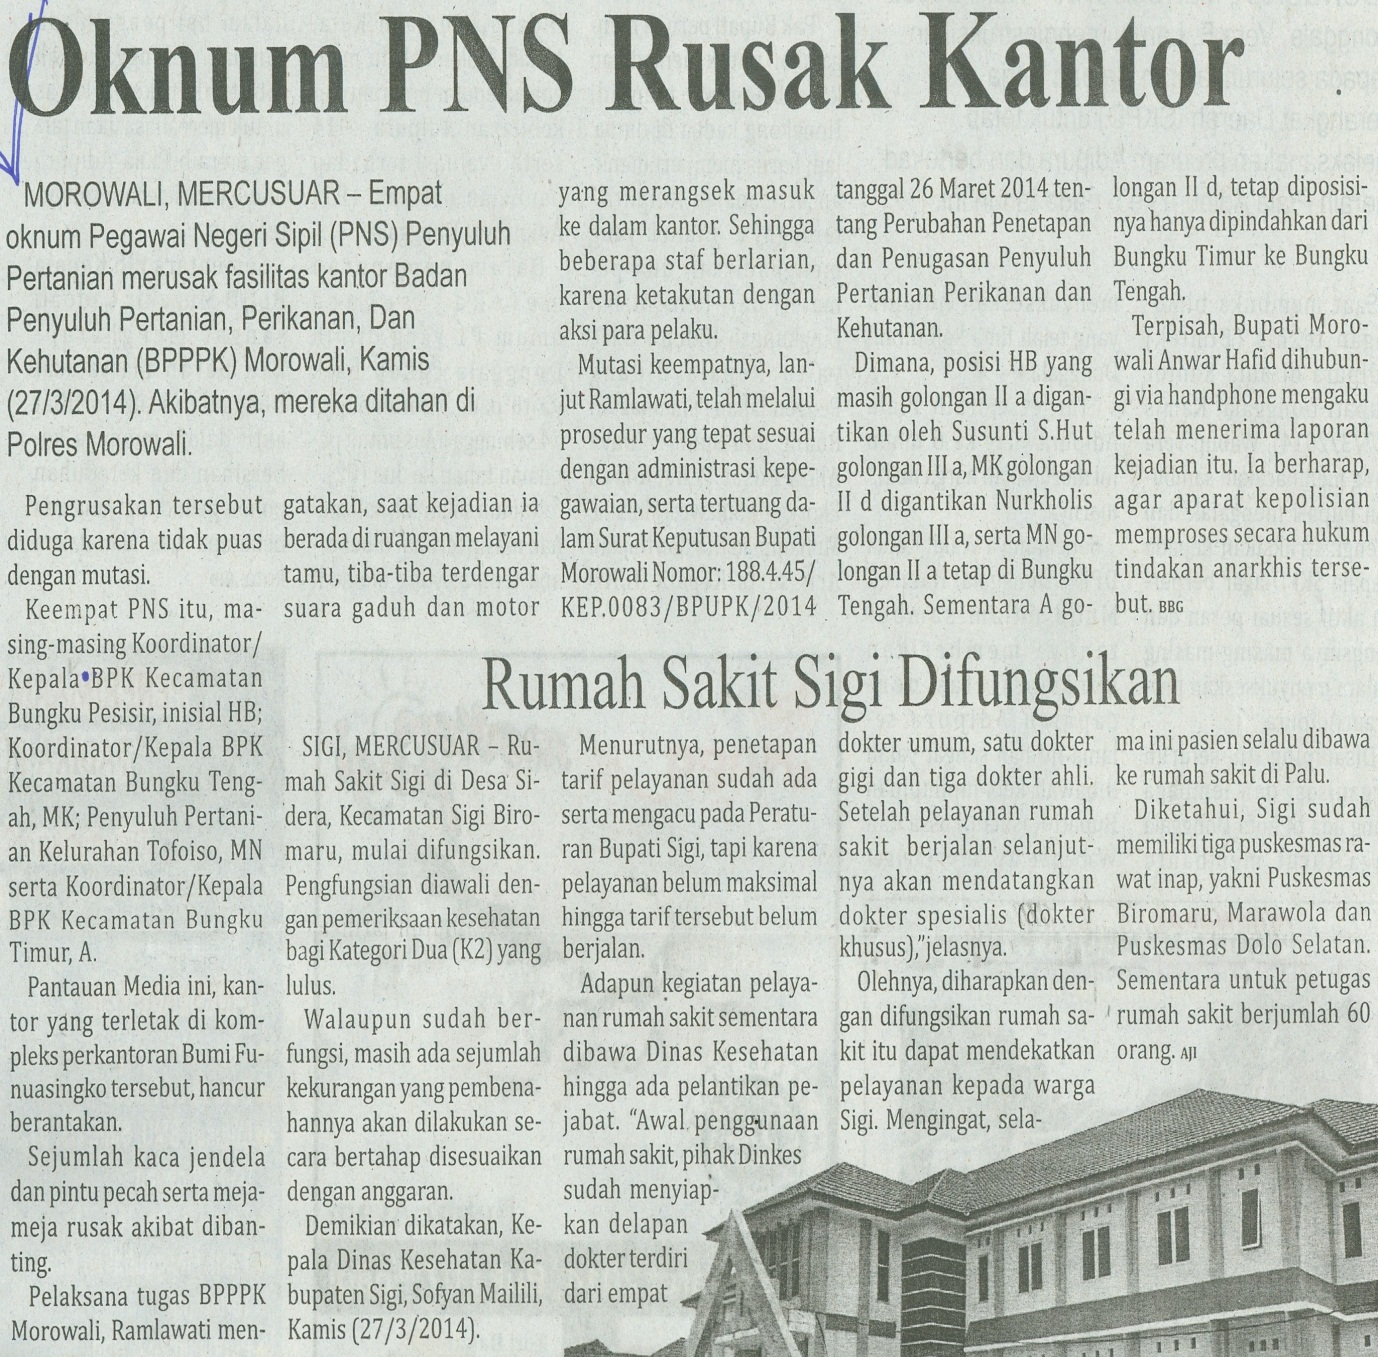 Oknum PNS Rusak Kantor
MOROWALI, MERCUSUAR – Empat
oknum Pegawai Negeri Sipil (PNS) Penyuluh
Pertanian merusak fasilitas kantor Badan
Penyuluh Pertanian, Perikanan, Dan
Kehutanan (BPPPK) Morowali, Kamis
(27/3/2014). Akibatnya, mereka ditahan di
Polres Morowali.
Pengrusakan tersebut
diduga karena tidak puas
dengan mutasi.
Keempat PNS itu, ma-
sing-masing Koordinator/
Kepala BPK Kecamatan
Bungku Pesisir, inisial HB;
Koordinator/Kepala BPK
Kecamatan Bungku Teng-
ah, MK; Penyuluh Pertani-
an Kelurahan Tofoiso, MN
serta Koordinator/Kepala
BPK Kecamatan Bungku
Timur, A.
Pantauan Media ini, kan-
tor yang terletak di kom-
pleks perkantoran Bumi Fu-
nuasingko tersebut, hancur
berantakan.
Sejumlah kaca jendela
dan pintu pecah serta meja-
meja rusak akibat diban-
ting.
Pelaksana tugas BPPPK
Morowali, Ramlawati men-
gatakan, saat kejadian ia
berada di ruangan melayani
tamu, tiba-tiba terdengar
suara gaduh dan motor
yang merangsek masuk
ke dalam kantor. Sehingga
beberapa staf berlarian,
karena ketakutan dengan
aksi para pelaku.
Mutasi keempatnya, lan-
jut Ramlawati, telah melalui
prosedur yang tepat sesuai
dengan administrasi kepe-
gawaian, serta tertuang da-
lam Surat Keputusan Bupati
Morowali Nomor: 188.4.45/
KEP.0083/BPUPK/2014
tanggal 26 Maret 2014 ten-
tang Perubahan Penetapan
dan Penugasan Penyuluh
Pertanian Perikanan dan
Kehutanan.
Dimana, posisi HB yang
masih golongan II a digan-
tikan oleh Susunti S.Hut
golongan III a, MK golongan
II d digantikan Nurkholis
golongan III a, serta MN go-
longan II a tetap di Bungku
Tengah. Sementara A go-
longan II d, tetap diposisi-
nya hanya dipindahkan dari
Bungku Timur ke Bungku
Tengah.
Terpisah, Bupati Moro-
wali Anwar Hafid dihubun-
gi via handphone mengaku
telah menerima laporan
kejadian itu. Ia berharap,
agar aparat kepolisian
memproses secara hukum
tindakan anarkhis terse-
but. BBG
Rumah Sakit Sigi Difungsikan
SIGI, MERCUSUAR – Ru-
mah Sakit Sigi di Desa Si-
dera, Kecamatan Sigi Biro-
maru, mulai difungsikan.
Pengfungsian diawali den-
gan pemeriksaan kesehatan
bagi Kategori Dua (K2) yang
lulus.
Walaupun sudah ber-
fungsi, masih ada sejumlah
kekurangan yang pembena-
hannya akan dilakukan se-
cara bertahap disesuaikan
dengan anggaran.
Demikian dikatakan, Ke-
pala Dinas Kesehatan Ka-
bupaten Sigi, Sofyan Mailili,
Kamis (27/3/2014).
Menurutnya, penetapan
tarif pelayanan sudah ada
serta mengacu pada Peratu-
ran Bupati Sigi, tapi karena
pelayanan belum maksimal
hingga tarif tersebut belum
berjalan.
Adapun kegiatan pelaya-
nan rumah sakit sementara
dibawa Dinas Kesehatan
hingga ada pelantikan pe-
jabat. “Awal penggunaan
rumah sakit, pihak Dinkes
sudah menyiap-
kan delapan
dokter terdiri
dari empat
dokter umum, satu dokter
gigi dan tiga dokter ahli.
Setelah pelayanan rumah
sakit berjalan selanjut-
nya akan mendatangkan
dokter spesialis (dokter
khusus),”jelasnya.
Olehnya, diharapkan den-
gan difungsikan rumah sa-
kit itu dapat mendekatkan
pelayanan kepada warga
Sigi. Mengingat, sela-
ma ini pasien selalu dibawa
ke rumah sakit di Palu.
Diketahui, Sigi sudah
memiliki tiga puskesmas ra-
wat inap, yakni Puskesmas
Biromaru, Marawola dan
Puskesmas Dolo Selatan.
Sementara untuk petugas
rumah sakit berjumlah 60
orang. AJI